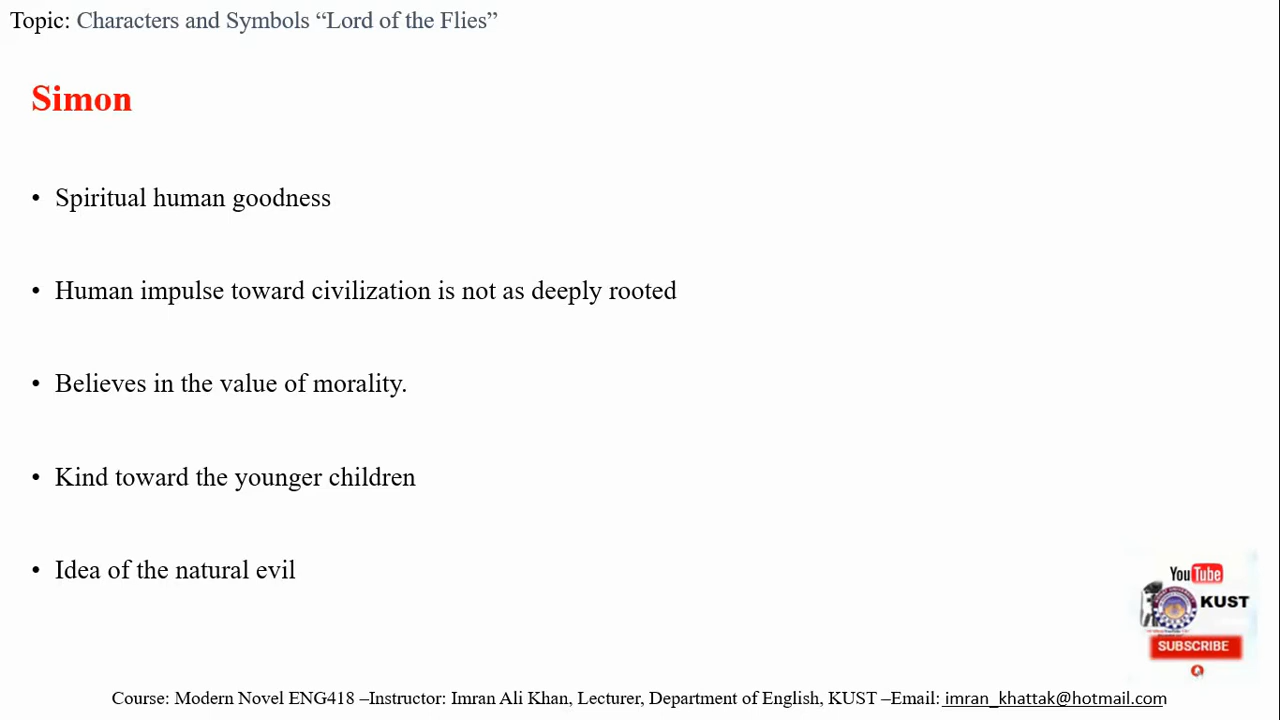 Topic: Characters and Symbols “Lord of the Flies”
Simon
• Spiritual human goodness
• Human impulse toward civilization is not as deeply rooted
• Believes in the value of morality.
• Kind toward the younger children
• Idea of the natural evil
YouTube
KUST
SUBSCRIBE
Course: Modern Novel ENG418 –Instructor: Imran Ali Khan, Lecturer, Department of English, KUST –Email: imran_khattak@hotmail.com